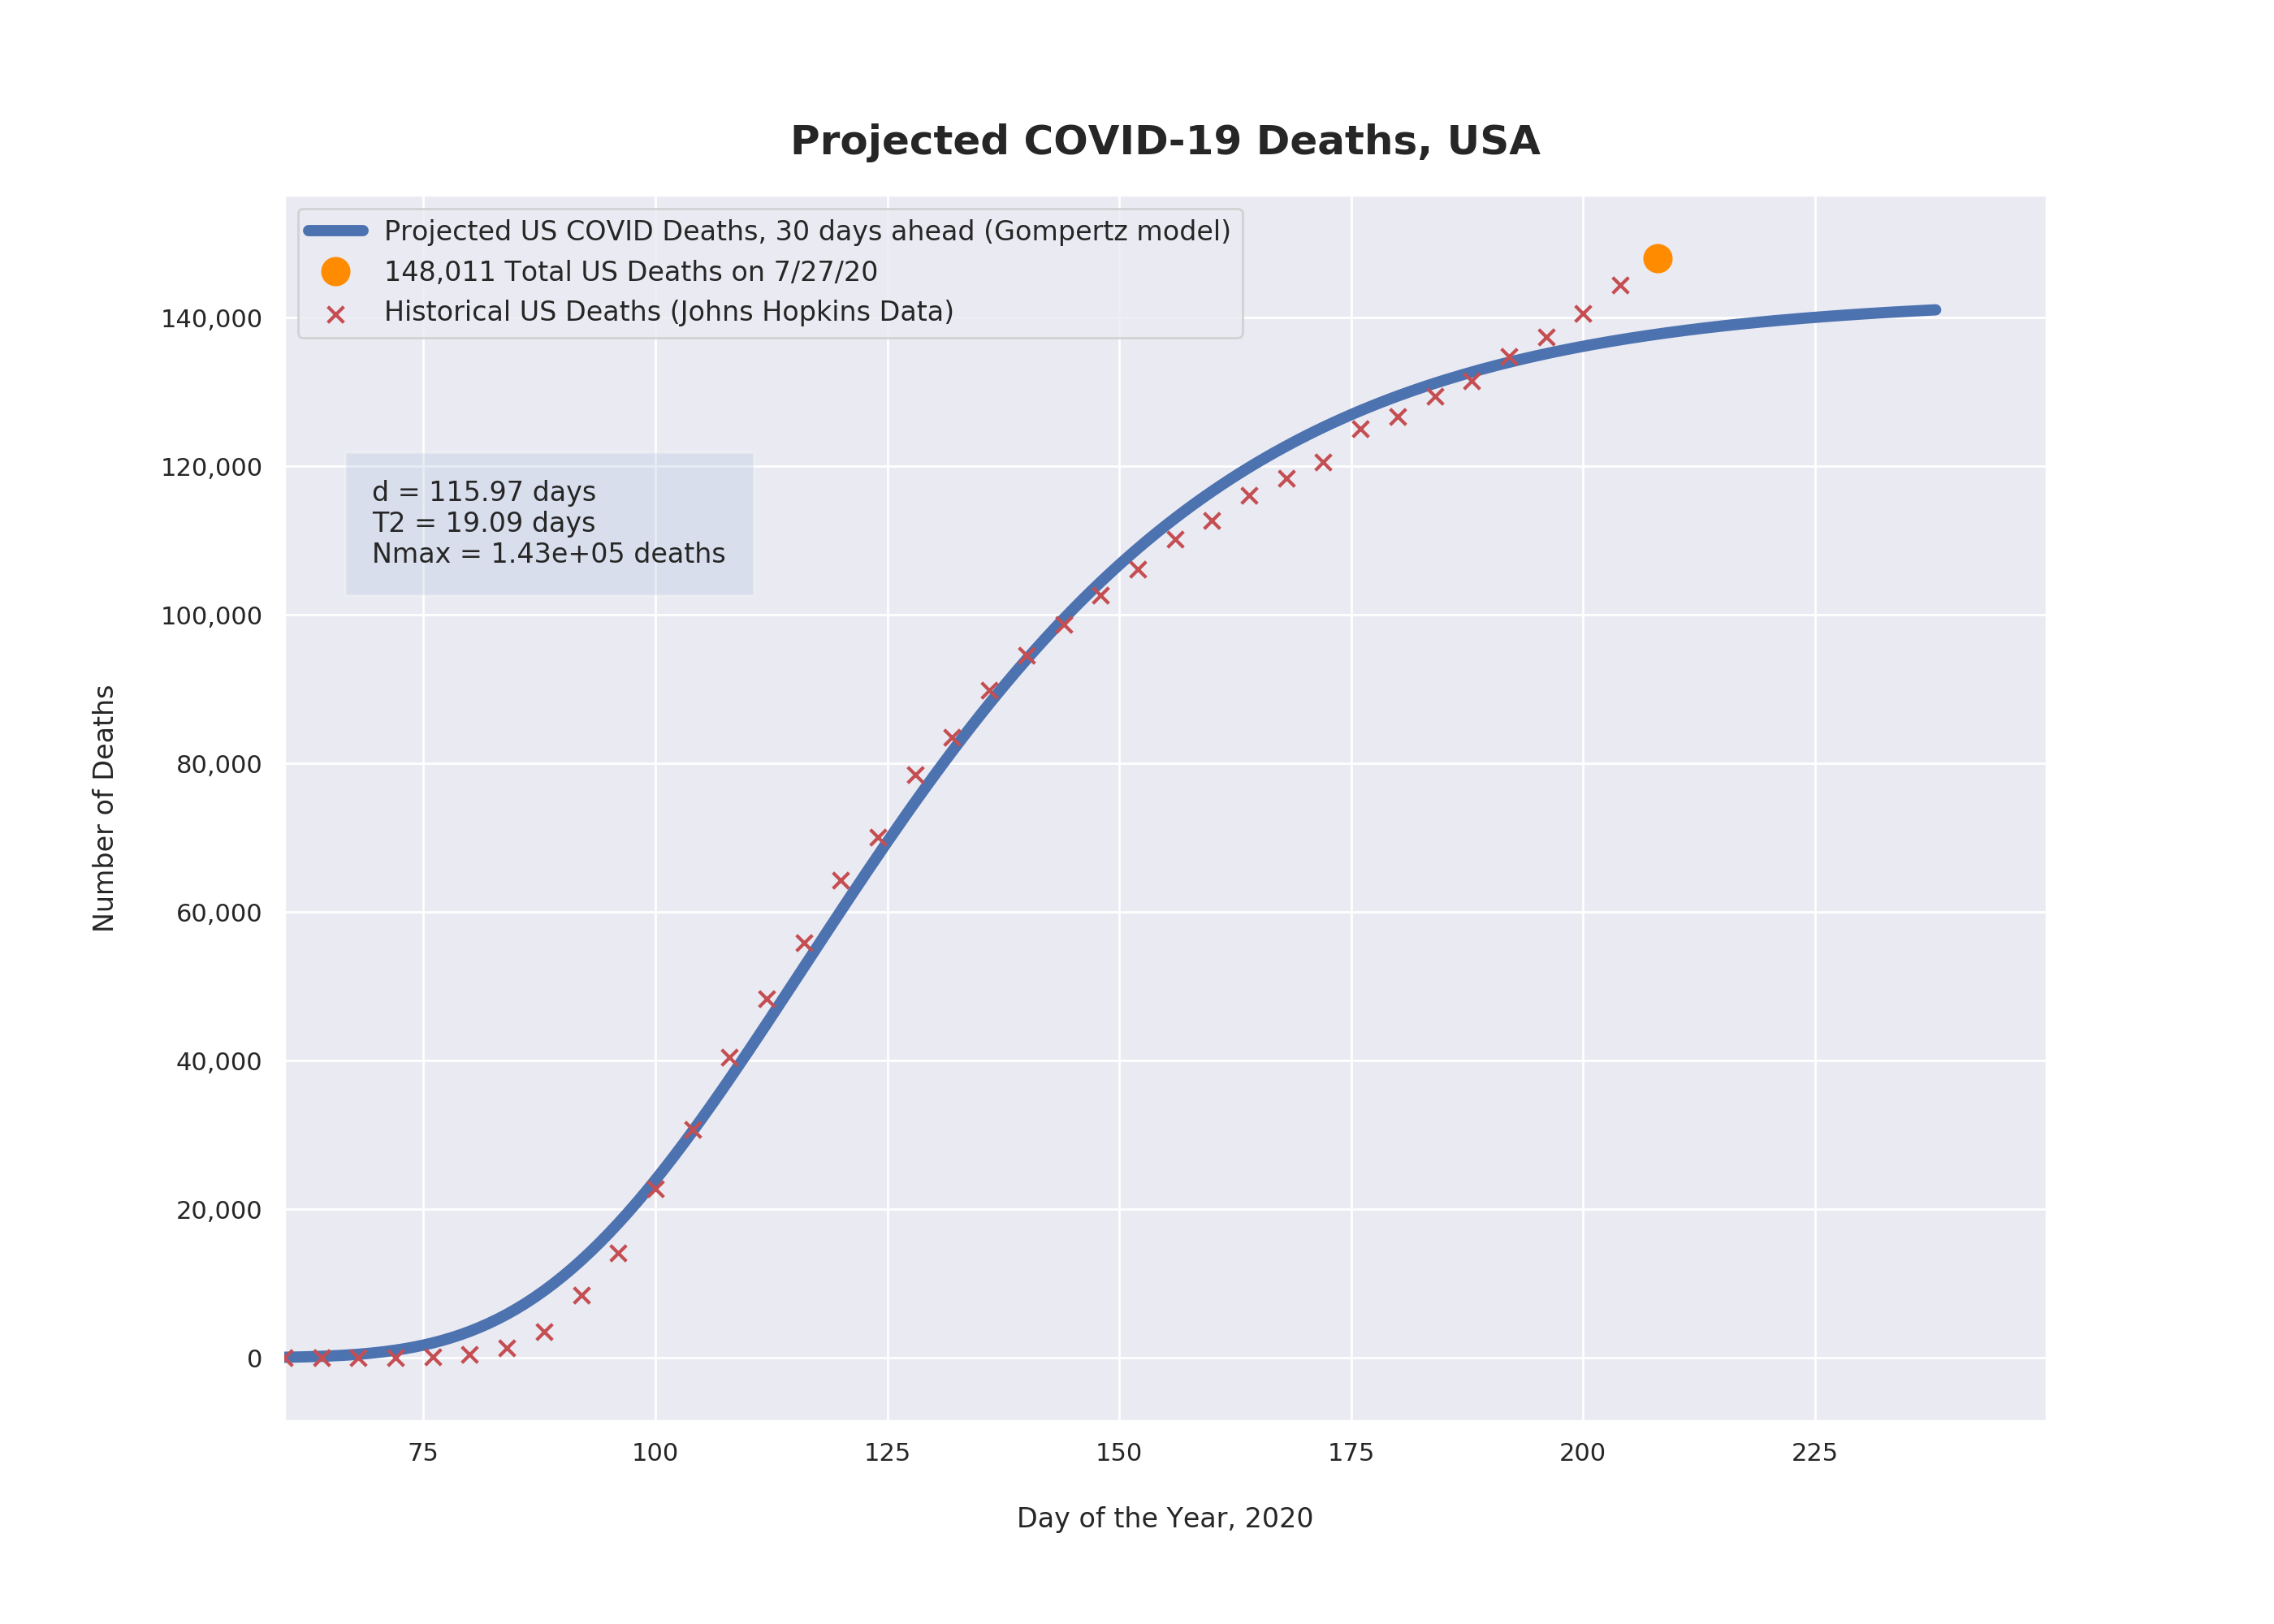 Projected COVID-19 Deaths, USA
Projected US COVID Deaths, 30 days ahead (Gompertz model)
148,011 Total US Deaths on 7/27/20
Historical US Deaths (Johns Hopkins Data)
d = 115.97 days
T2 = 19.09 days
Nmax = 1.43e+05 deaths
Number of Deaths
140,000
120,000
100,000
80,000
60,000
40,000
20,000
0
75 100 125 150 175 200 225
Day of the Year, 2020